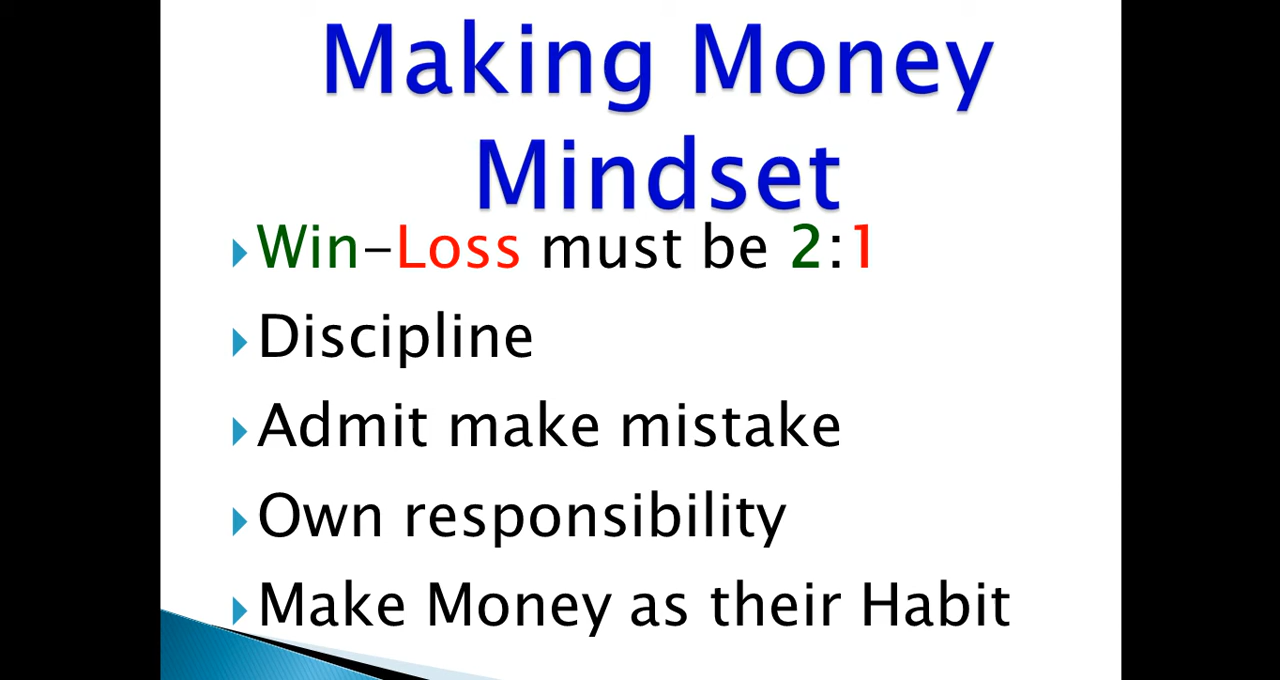 Making Money
Mindset
Win-Loss must be 2:1
Discipline
Admit make mistake
Own responsibility
Make Money as their Habit